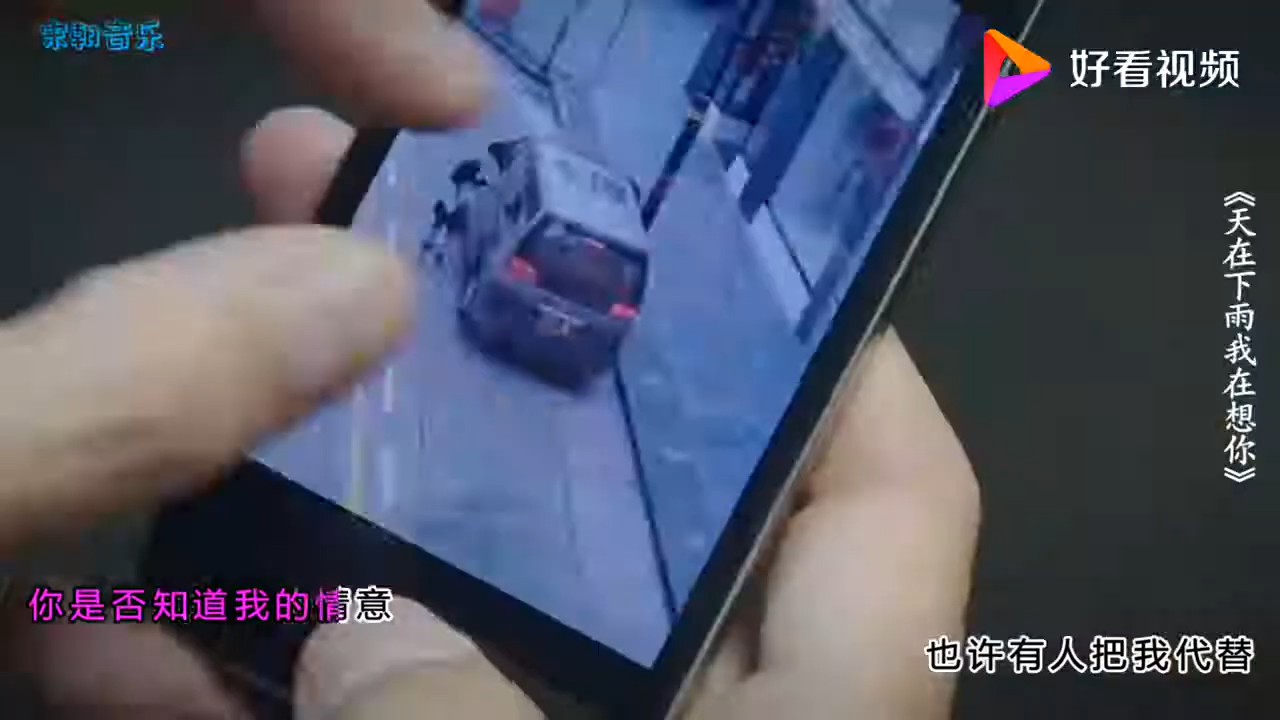 宋朝音乐
好看视频
《天在下雨我在想你》
你是否知道我的情意
也许有人把我代替